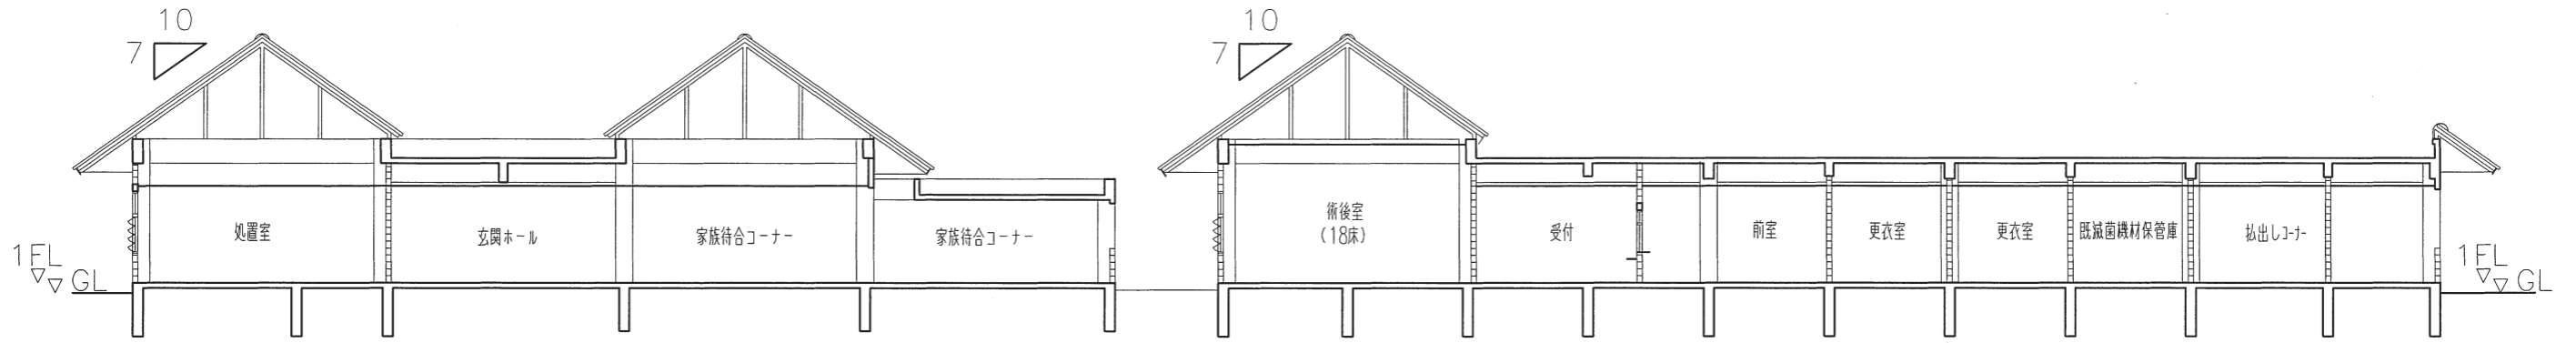 10
7
10
7
処置室
玄関ホール
家族待合コーナー
家族待合コーナー
術後室
(18床)
受付
前室
更衣室
更衣室
既滅菌機材保管庫
払出しコーナー
1FL
GL
1FL
GL